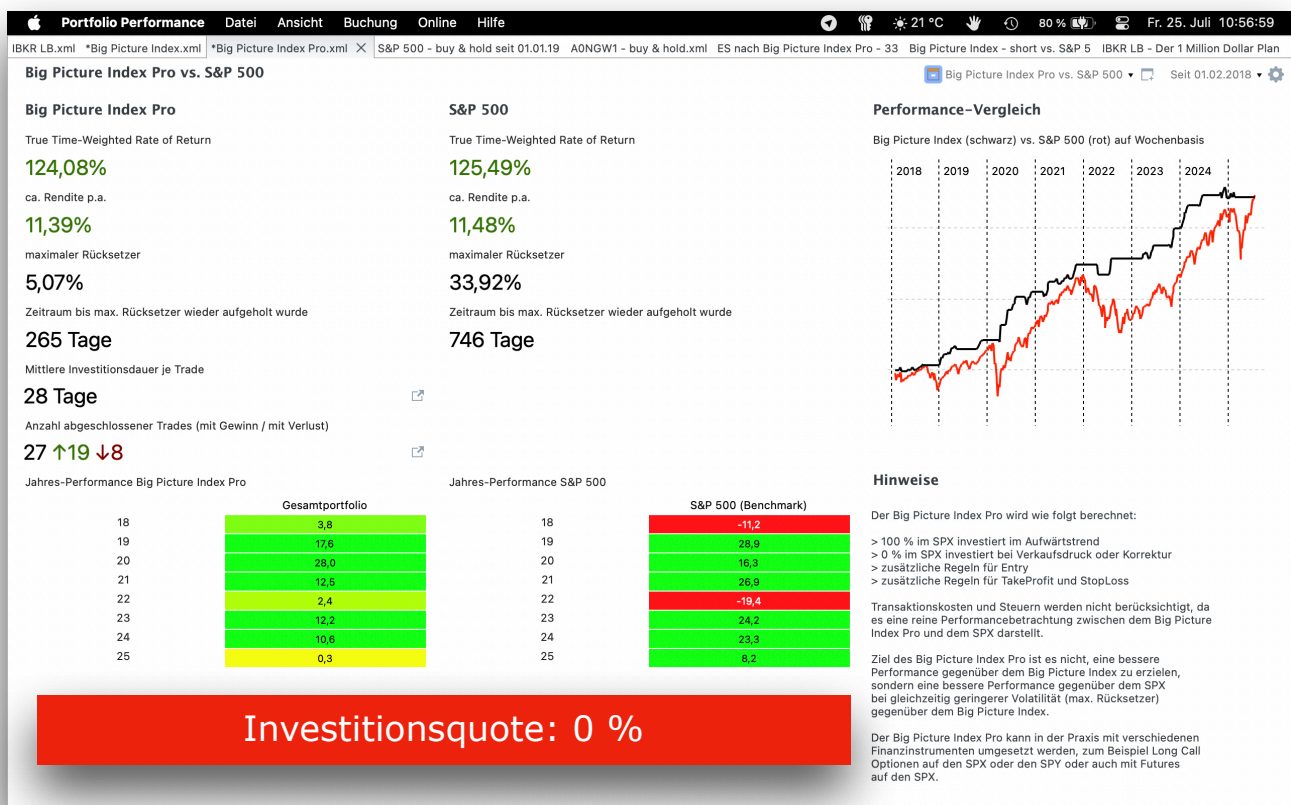 Portfolio Performance Datei Ansicht Buchung Online Hilfe 21 °C 80 % Fr. 25. Juli 10:56:59
IBKR LB.xml *Big Picture Index.xml *Big Picture Index Pro.xml S&P 500 - buy & hold seit 01.01.19 A0NGW1 - buy & hold.xml ES nach Big Picture Index Pro - 33 Big Picture Index - short vs. S&P 5 IBKR LB - Der 1 Million Dollar Plan
Big Picture Index Pro vs. S&P 500
Big Picture Index Pro vs. S&P 500 Seit 01.02.2018
Big Picture Index Pro
True Time-Weighted Rate of Return
124,08%
ca. Rendite p.a.
11,39%
maximaler Rücksetzer
5,07%
Zeitraum bis max. Rücksetzer wieder aufgeholt wurde
265 Tage
Mittlere Investitionsdauer je Trade
28 Tage
Anzahl abgeschlossener Trades (mit Gewinn / mit Verlust)
27 ↑19 ↓8
Jahres-Performance Big Picture Index Pro
Gesamtportfolio
18 3,8
19 17,6
20 28,0
21 12,5
22 2,4
23 12,2
24 10,6
25 0,3
S&P 500
True Time-Weighted Rate of Return
125,49%
ca. Rendite p.a.
11,48%
maximaler Rücksetzer
33,92%
Zeitraum bis max. Rücksetzer wieder aufgeholt wurde
746 Tage
Jahres-Performance S&P 500
S&P 500 (Benchmark)
18 -11,2
19 28,9
20 16,3
21 26,9
22 -19,4
23 24,2
24 23,3
25 8,2
Investitionsquote: 0 %
Performance-Vergleich
Big Picture Index (schwarz) vs. S&P 500 (rot) auf Wochenbasis
2018 2019 2020 2021 2022 2023 2024
Hinweise
Der Big Picture Index Pro wird wie folgt berechnet:
> 100 % im SPX investiert im Aufwärtstrend
> 0 % im SPX investiert bei Verkaufsdruck oder Korrektur
> zusätzliche Regeln für Entry
> zusätzliche Regeln für TakeProfit und StopLoss
Transaktionskosten und Steuern werden nicht berücksichtigt, da
es eine reine Performancebetrachtung zwischen dem Big Picture
Index Pro und dem SPX darstellt.
Ziel des Big Picture Index Pro ist es nicht, eine bessere
Performance gegenüber dem Big Picture Index zu erzielen,
sondern eine bessere Performance gegenüber dem SPX
bei gleichzeitig geringerer Volatilität (max. Rücksetzer)
gegenüber dem Big Picture Index.
Der Big Picture Index Pro kann in der Praxis mit verschiedenen
Finanzinstrumenten umgesetzt werden, zum Beispiel Long Call
Optionen auf den SPX oder den SPY oder auch mit Futures
auf den SPX.